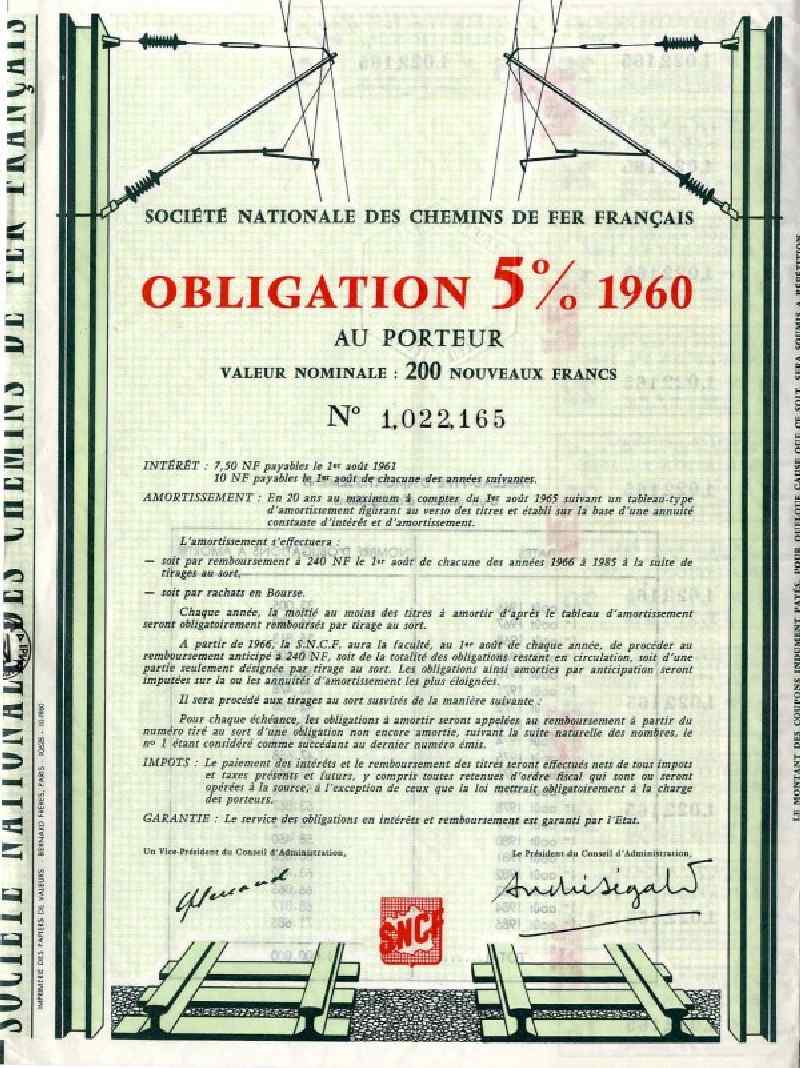 SOCIÉTÉ NATIONALE DES CHEMINS DE FER FRANÇAIS
OBLIGATION 5% 1960
AU PORTEUR
VALEUR NOMINALE : 200 NOUVEAUX FRANCS
N° 1,022,165
INTÉRÊT : 7,50 NF payables le 1er août 1961
10 NF payables le 1er août de chacune des années suivantes.
AMORTISSEMENT : En 20 ans au maximum à compter du 1er août 1965 suivant un tableau-type
d'amortissement figurant au verso des titres et établi sur la base d'une annuité
constante d'intérêt et d'amortissement.
L'amortissement s'effectuera :
— soit par remboursement à 240 NF le 1er août de chacune des années 1966 à 1985 à la suite de
tirages au sort,
— soit par rachats en Bourse.
Chaque année, la moitié au moins des titres à amortir d'après le tableau d'amortissement
seront obligatoirement remboursés par tirage au sort.
A partir de 1966, la S.N.C.F. aura la faculté, au 1er août de chaque année, de procéder au
remboursement anticipé à 240 NF, soit de la totalité des obligations restant en circulation, soit d'une
partie seulement désignée par tirage au sort. Les obligations ainsi amorties par anticipation seront
imputées sur la ou les annuités d'amortissement les plus éloignées.
Il sera procédé aux tirages au sort susvisés de la manière suivante :
Pour chaque échéance, les obligations à amortir seront appelées au remboursement à partir du
numéro tiré au sort d'une obligation non encore amortie, suivant la suite naturelle des nombres, le
n° 1 étant considéré comme succédant au dernier numéro émis.
IMPOTS : Le paiement des intérêts et le remboursement des titres seront effectués nets de tous impots
et taxes présents et futurs, y compris toutes retenues d'ordre fiscal qui sont ou seront
opérées à la source, à l'exception de ceux que la loi mettrait obligatoirement à la charge
des porteurs.
GARANTIE : Le service des obligations en intérêts et remboursement est garanti par l'Etat.
Un Vice-Président du Conseil d'Administration,
Le Président du Conseil d'Administration,
André Ségalat
SNCF
SOCIÉTÉ NATIONALE DES CHEMINS DE FER FRANÇAIS
IMPRIMERIE DES PAPIERS DE VALEURS - BERNARD FRÈRES, PARIS
LE MONTANT DES COUPONS INDUMENT PAYÉS, POUR QUELQUE CAUSE QUE CE SOIT, SERA SOUMIS A RÉPÉTITION